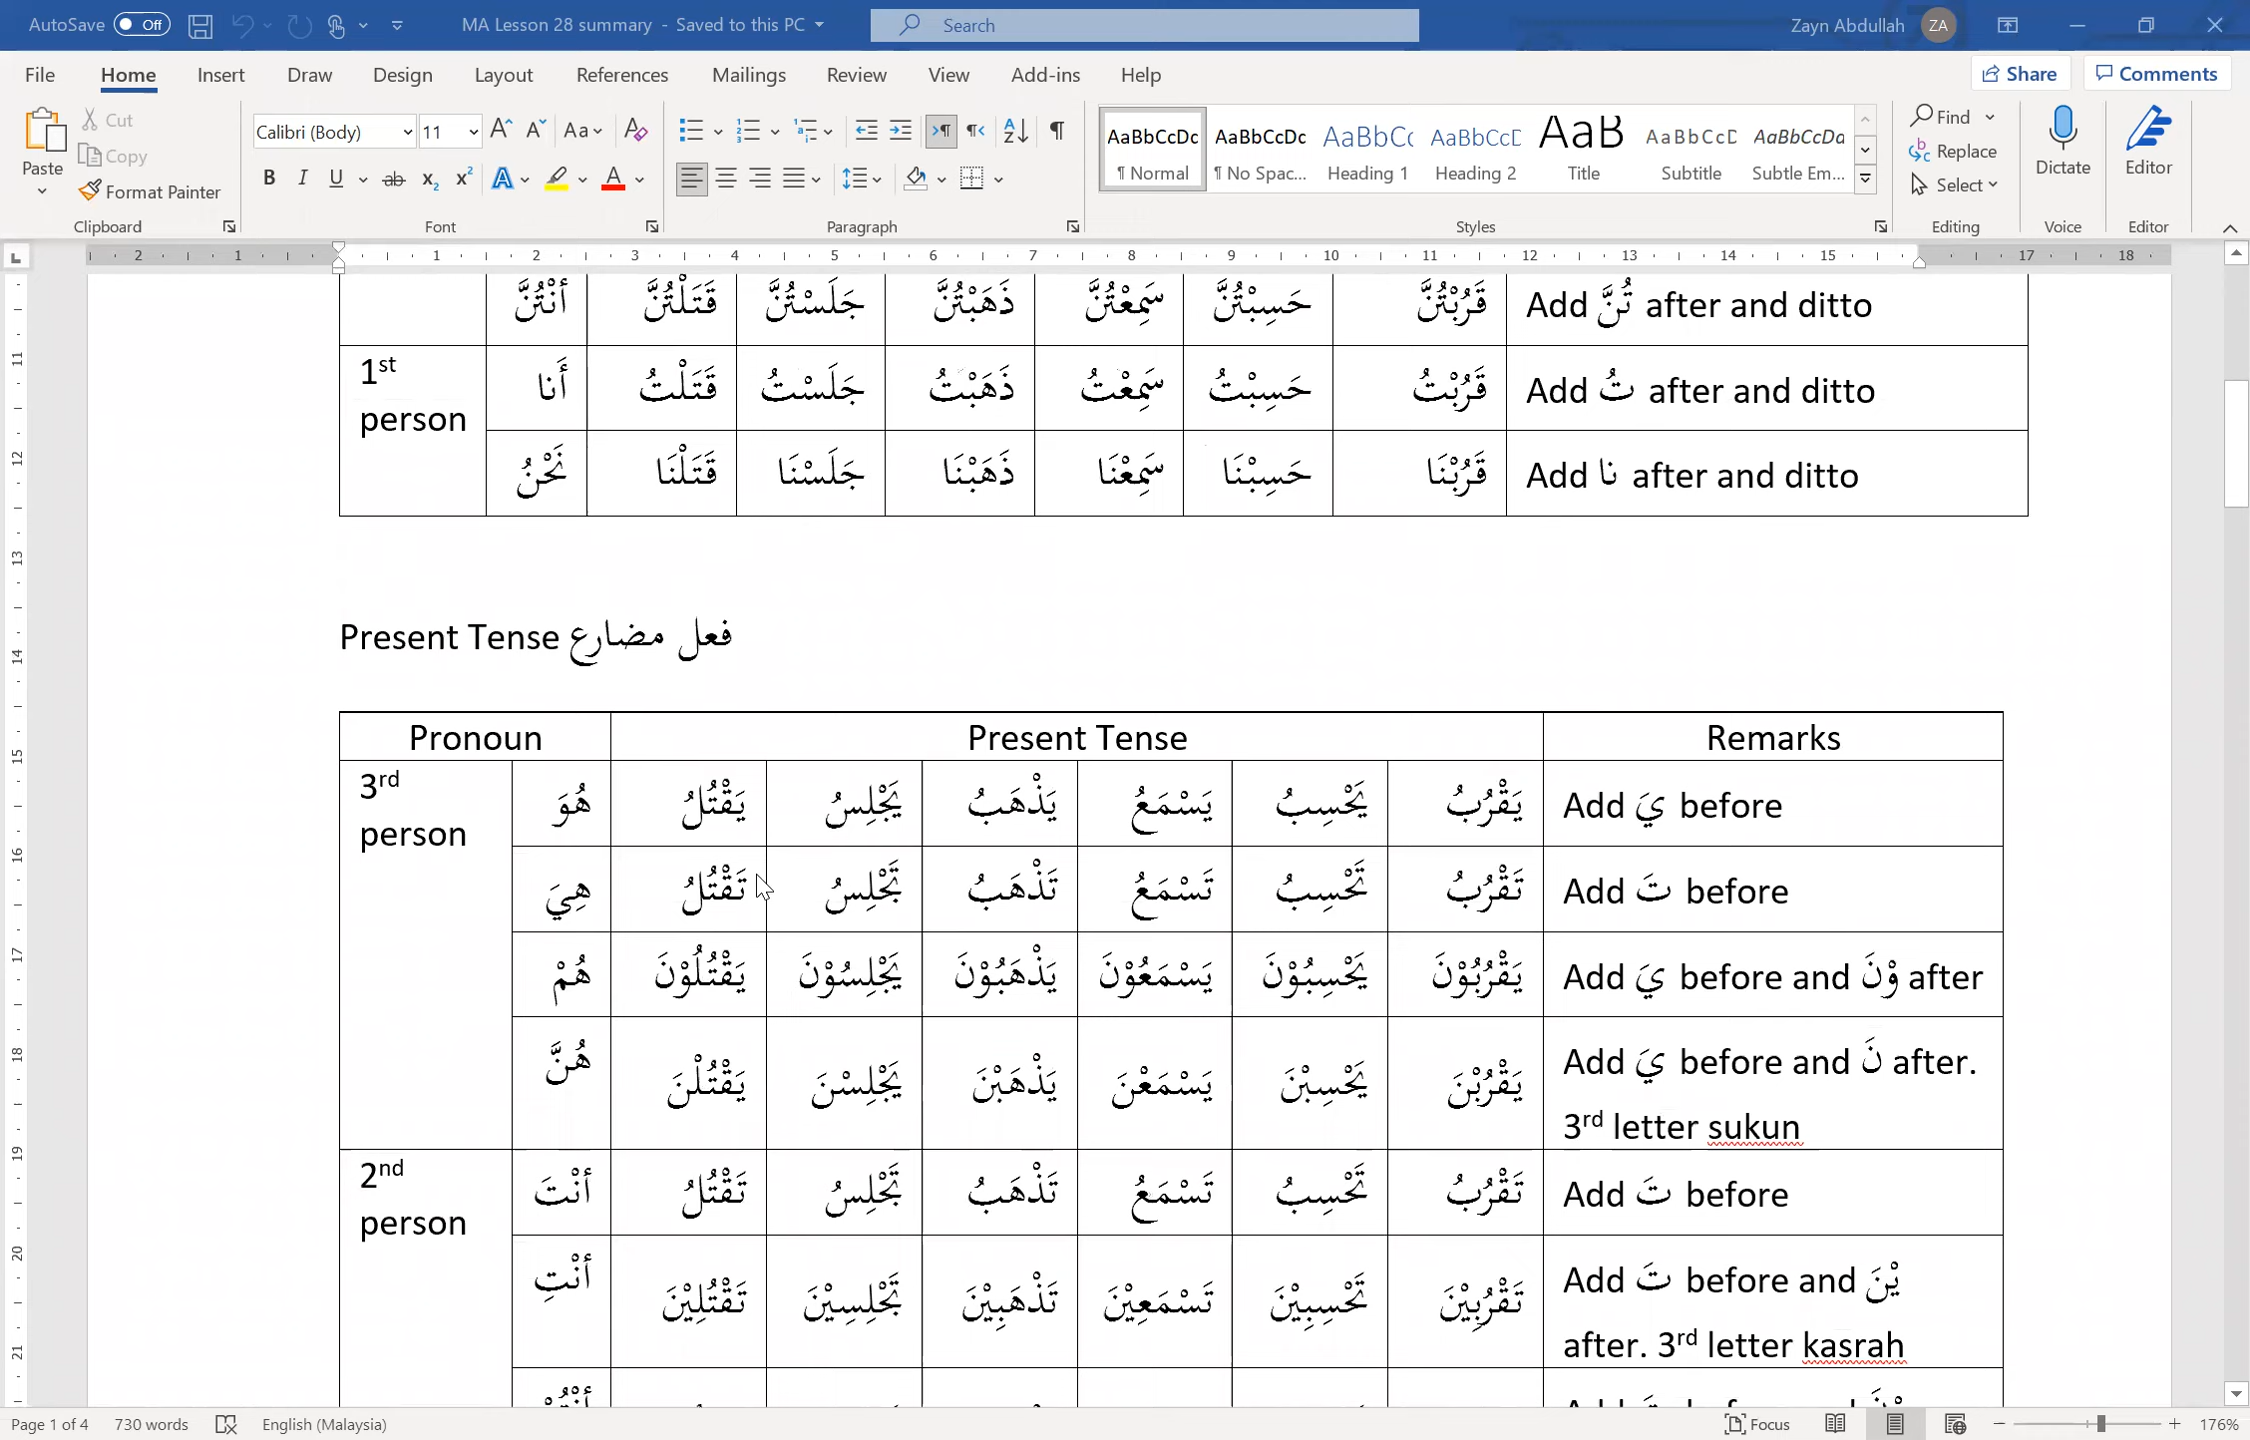 AutoSave Off MA Lesson 28 summary - Saved to this PC Search Zayn Abdullah ZA
File Home Insert Draw Design Layout References Mailings Review View Add-ins Help Share Comments
Paste Cut Copy Format Painter
Calibri (Body) 11
AaBbCcDc AaBbCcDc AaBbCc AaBbCcC AaB AaBbCcD AaBbCcDa
¶ Normal ¶ No Spac... Heading 1 Heading 2 Title Subtitle Subtle Em...
Find Replace Select Dictate Editor
Clipboard Font Paragraph Styles Editing Voice Editor
أنْتُنَّ قَتَلْتُنَّ جَلَسْتُنَّ ذَهَبْتُنَّ سَمِعْتُنَّ حَسِبْتُنَّ قَرُبْتُنَّ Add تُنَّ after and ditto
1st person أَنا قَتَلْتُ جَلَسْتُ ذَهَبْتُ سَمِعْتُ حَسِبْتُ قَرُبْتُ Add تُ after and ditto
نَحْنُ قَتَلْنَا جَلَسْنَا ذَهَبْنَا سَمِعْنَا حَسِبْنَا قَرُبْنَا Add نا after and ditto
Present Tense فعل مضارع
Pronoun Present Tense Remarks
3rd person هُوَ يَقْتُلُ يَجْلِسُ يَذْهَبُ يَسْمَعُ يَحْسِبُ يَقْرُبُ Add يَ before
هِيَ تَقْتُلُ تَجْلِسُ تَذْهَبُ تَسْمَعُ تَحْسِبُ تَقْرُبُ Add تَ before
هُمْ يَقْتُلُوْنَ يَجْلِسُوْنَ يَذْهَبُوْنَ يَسْمَعُوْنَ يَحْسِبُوْنَ يَقْرُبُوْنَ Add يَ before and وْنَ after
هُنَّ يَقْتُلْنَ يَجْلِسْنَ يَذْهَبْنَ يَسْمَعْنَ يَحْسِبْنَ يَقْرُبْنَ Add يَ before and نَ after.
3rd letter sukun
2nd person أنْتَ تَقْتُلُ تَجْلِسُ تَذْهَبُ تَسْمَعُ تَحْسِبُ تَقْرُبُ Add تَ before
أنْتِ تَقْتُلِيْنَ تَجْلِسِيْنَ تَذْهَبِيْنَ تَسْمَعِيْنَ تَحْسِبِيْنَ تَقْرُبِيْنَ Add تَ before and يْنَ
after. 3rd letter kasrah
Page 1 of 4 730 words English (Malaysia) Focus 176%